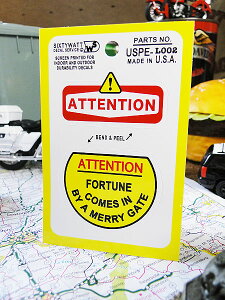 SIXTYWATT
DECAL SERVICE
SCREEN PRINTED FOR
INDOOR AND OUTDOOR
DURABILITY DECALS
PARTS NO.
USPE-L002
MADE IN U.S.A.
ATTENTION
BEND & PEEL
ATTENTION
FORTUNE
COMES IN
BY A MERRY GATE